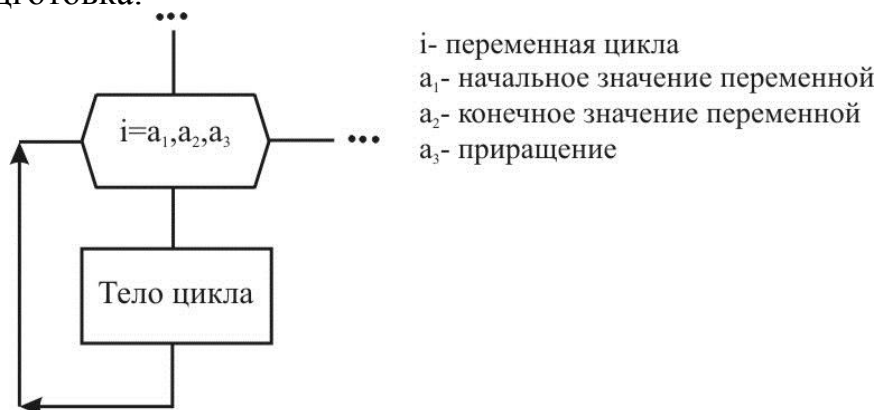 i- переменная цикла
a₁- начальное значение переменной
a₂- конечное значение переменной
a₃- приращение
i=a₁,a₂,a₃
Тело цикла